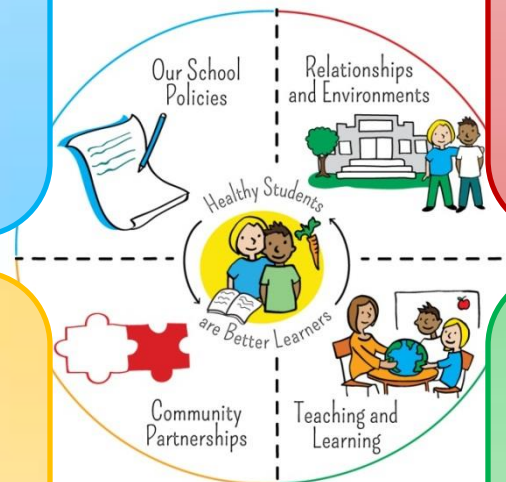 Our School
Policies
Relationships
and Environments
Healthy Students
are Better Learners
Community
Partnerships
Teaching and
Learning